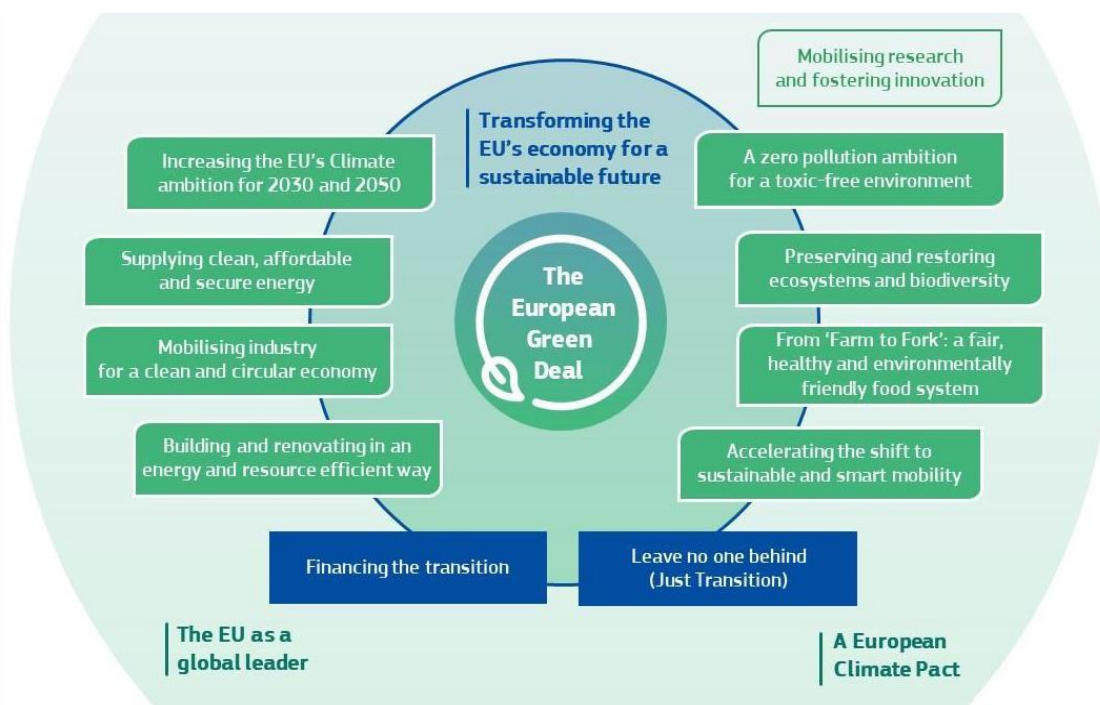 Mobilising research
and fostering innovation
Transforming the
EU's economy for a
sustainable future
Increasing the EU's Climate
ambition for 2030 and 2050
A zero pollution ambition
for a toxic-free environment
Supplying clean, affordable
and secure energy
The
European
Green
Deal
Preserving and restoring
ecosystems and biodiversity
Mobilising industry
for a clean and circular economy
From ‘Farm to Fork’: a fair,
healthy and environmentally
friendly food system
Building and renovating in an
energy and resource efficient way
Accelerating the shift to
sustainable and smart mobility
Financing the transition
Leave no one behind
(Just Transition)
The EU as a
global leader
A European
Climate Pact